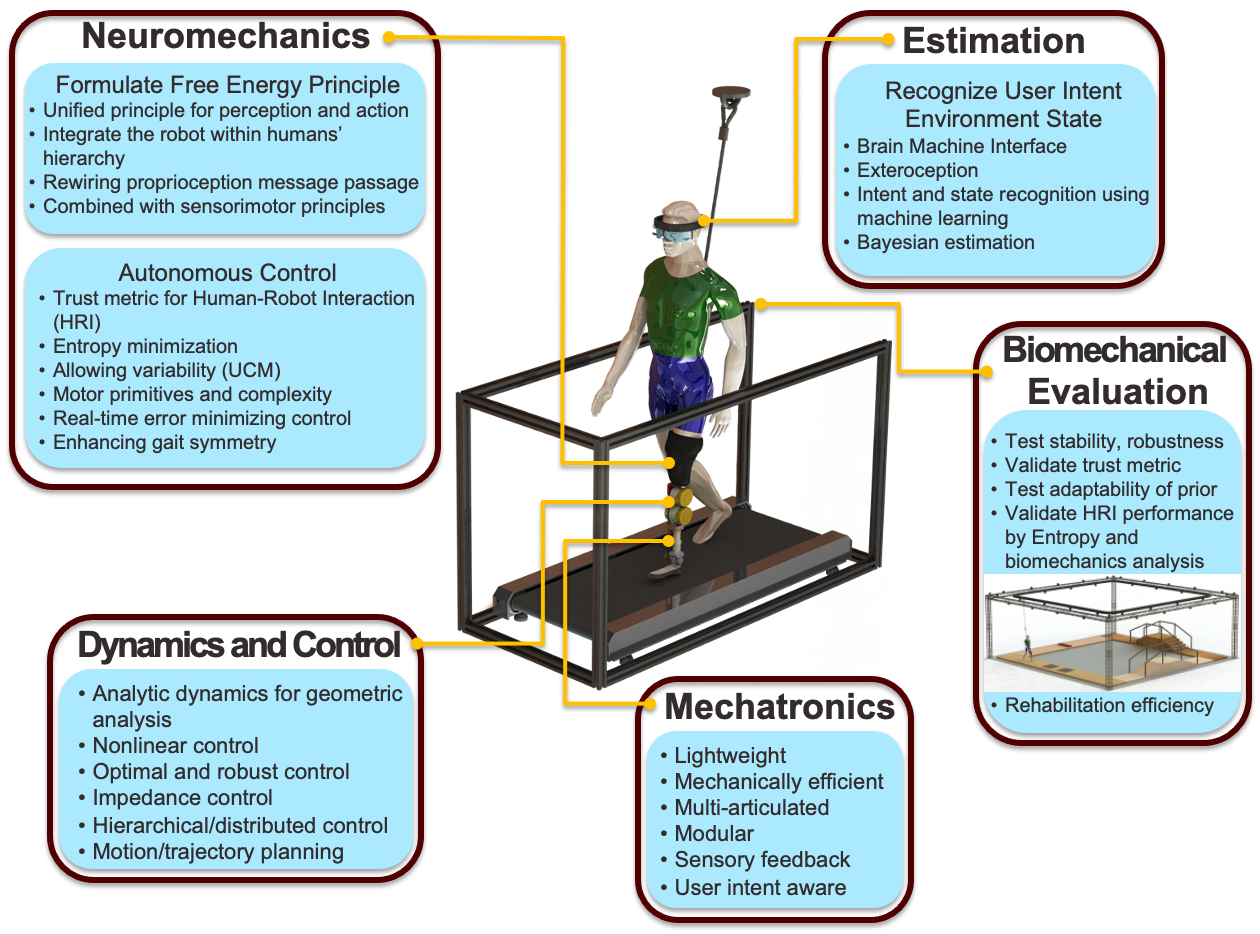 Neuromechanics
Formulate Free Energy Principle
• Unified principle for perception and action
• Integrate the robot within humans’
hierarchy
• Rewiring proprioception message passage
• Combined with sensorimotor principles
Autonomous Control
• Trust metric for Human-Robot Interaction
(HRI)
• Entropy minimization
• Allowing variability (UCM)
• Motor primitives and complexity
• Real-time error minimizing control
• Enhancing gait symmetry
Estimation
Recognize User Intent
Environment State
• Brain Machine Interface
• Exteroception
• Intent and state recognition using
machine learning
• Bayesian estimation
Biomechanical
Evaluation
• Test stability, robustness
• Validate trust metric
• Test adaptability of prior
• Validate HRI performance
by Entropy and
biomechanics analysis
• Rehabilitation efficiency
Dynamics and Control
• Analytic dynamics for geometric
analysis
• Nonlinear control
• Optimal and robust control
• Impedance control
• Hierarchical/distributed control
• Motion/trajectory planning
Mechatronics
• Lightweight
• Mechanically efficient
• Multi-articulated
• Modular
• Sensory feedback
• User intent aware